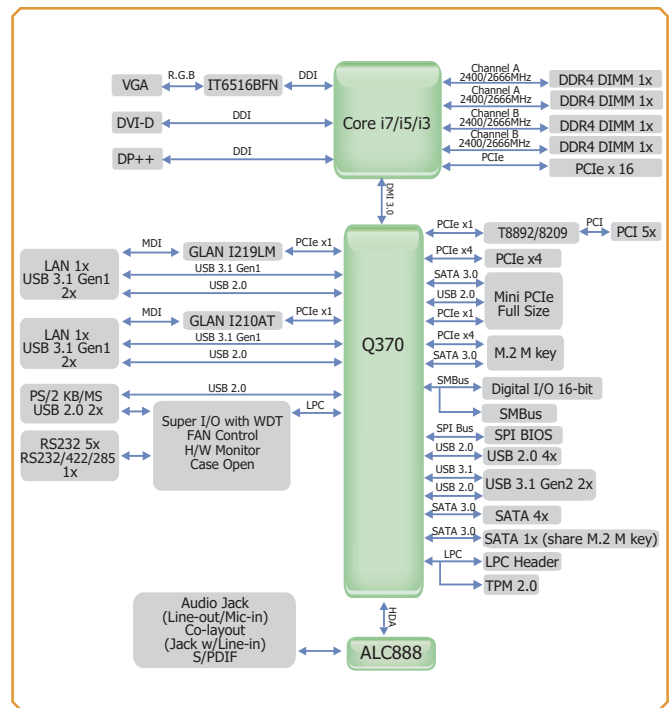 VGA
R.G.B
IT6516BFN
DDI
DVI-D
DDI
DP++
DDI
Core i7/i5/i3
Channel A
2400/2666MHz
DDR4 DIMM 1x
Channel A
2400/2666MHz
DDR4 DIMM 1x
Channel B
2400/2666MHz
DDR4 DIMM 1x
Channel B
2400/2666MHz
DDR4 DIMM 1x
PCIe
PCIe x 16
DMI 3.0
Q370
LAN 1x
USB 3.1 Gen1
2x
MDI
GLAN I219LM
PCIe x1
USB 3.1 Gen1
USB 2.0
LAN 1x
USB 3.1 Gen1
2x
MDI
GLAN I210AT
PCIe x1
USB 3.1 Gen1
USB 2.0
PS/2 KB/MS
USB 2.0 2x
USB 2.0
RS232 5x
RS232/422/285
1x
Super I/O with WDT
FAN Control
H/W Monitor
Case Open
LPC
PCIe x1
T8892/8209
PCI
PCI 5x
PCIe x4
PCIe x4
SATA 3.0
USB 2.0
PCIe x1
Mini PCIe
Full Size
PCIe x4
SATA 3.0
M.2 M key
SMBus
Digital I/O 16-bit
SMBus
SPI Bus
SPI BIOS
USB 2.0
USB 2.0 4x
USB 3.1
USB 2.0
USB 3.1 Gen2 2x
SATA 3.0
SATA 4x
SATA 3.0
SATA 1x (share M.2 M key)
LPC
LPC Header
TPM 2.0
HDA
Audio Jack
(Line-out/Mic-in)
Co-layout
(Jack w/Line-in)
S/PDIF
ALC888